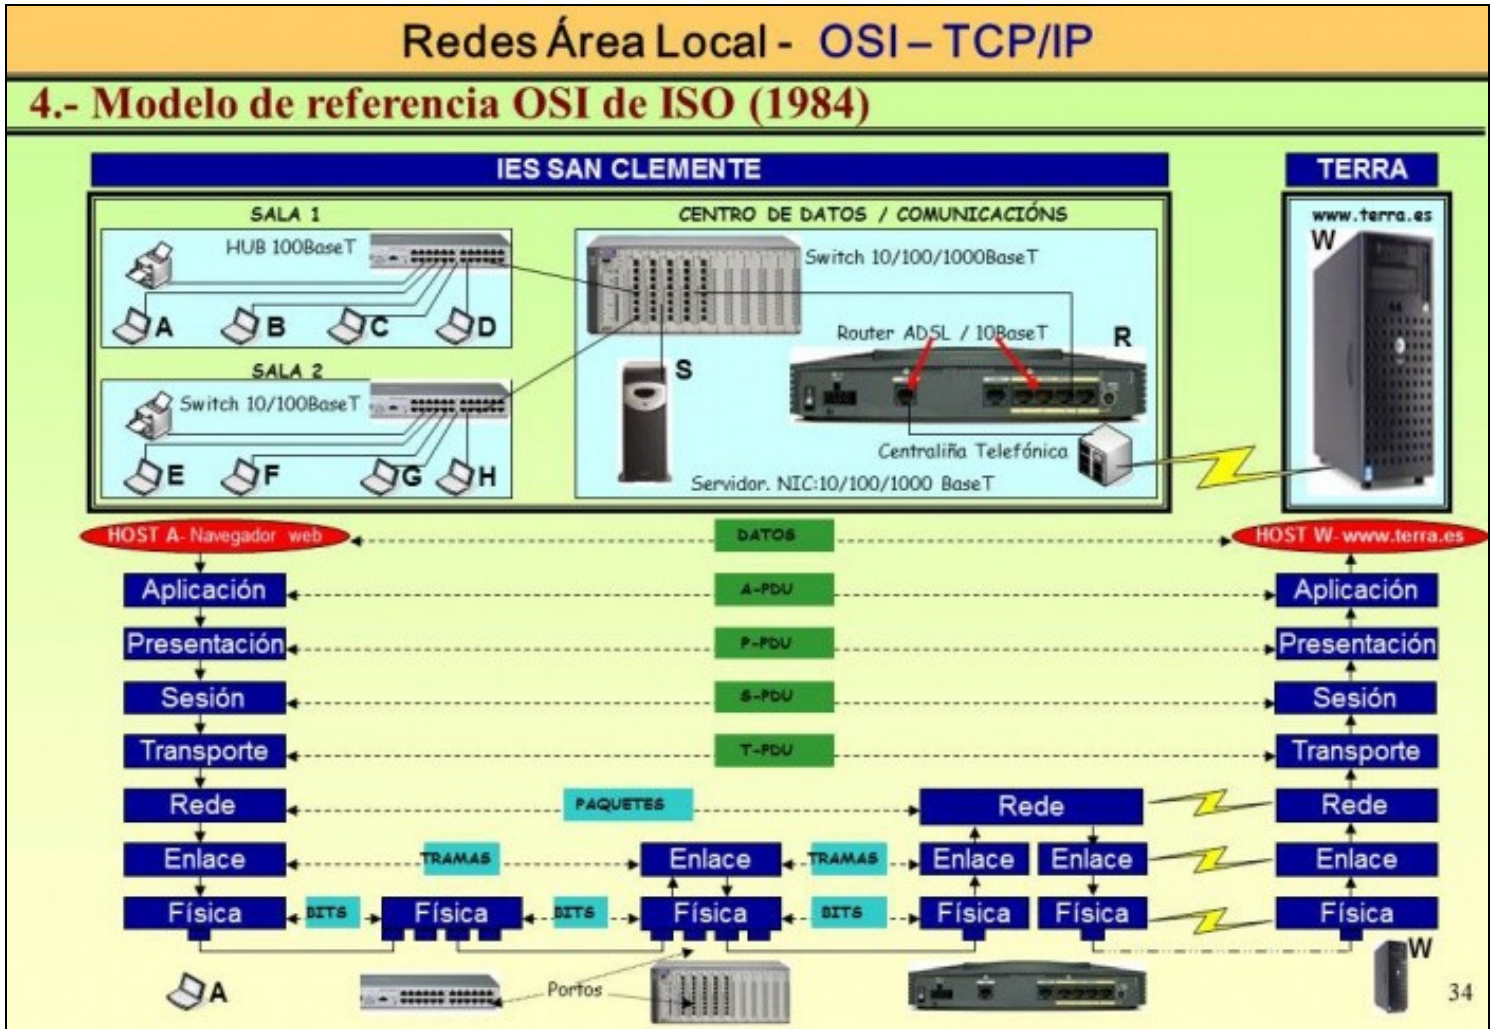 Redes Área Local - OSI – TCP/IP
4.- Modelo de referencia OSI de ISO (1984)
IES SAN CLEMENTE
TERRA
SALA 1
HUB 100BaseT
A
B
C
D
SALA 2
Switch 10/100BaseT
E
F
G
H
CENTRO DE DATOS / COMUNICACIÓNS
Switch 10/100/1000BaseT
Router ADSL / 10BaseT
R
S
Centraliña Telefónica
Servidor. NIC:10/100/1000 BaseT
www.terra.es
W
HOST A- Navegador web
DATOS
HOST W-www.terra.es
Aplicación
A-PDU
Aplicación
Presentación
P-PDU
Presentación
Sesión
S-PDU
Sesión
Transporte
T-PDU
Transporte
Rede
PAQUETES
Rede
Rede
Enlace
TRAMAS
Enlace
TRAMAS
Enlace
Enlace
Enlace
Física
BITS
Física
BITS
Física
BITS
Física
Física
Física
A
Portos
W
34